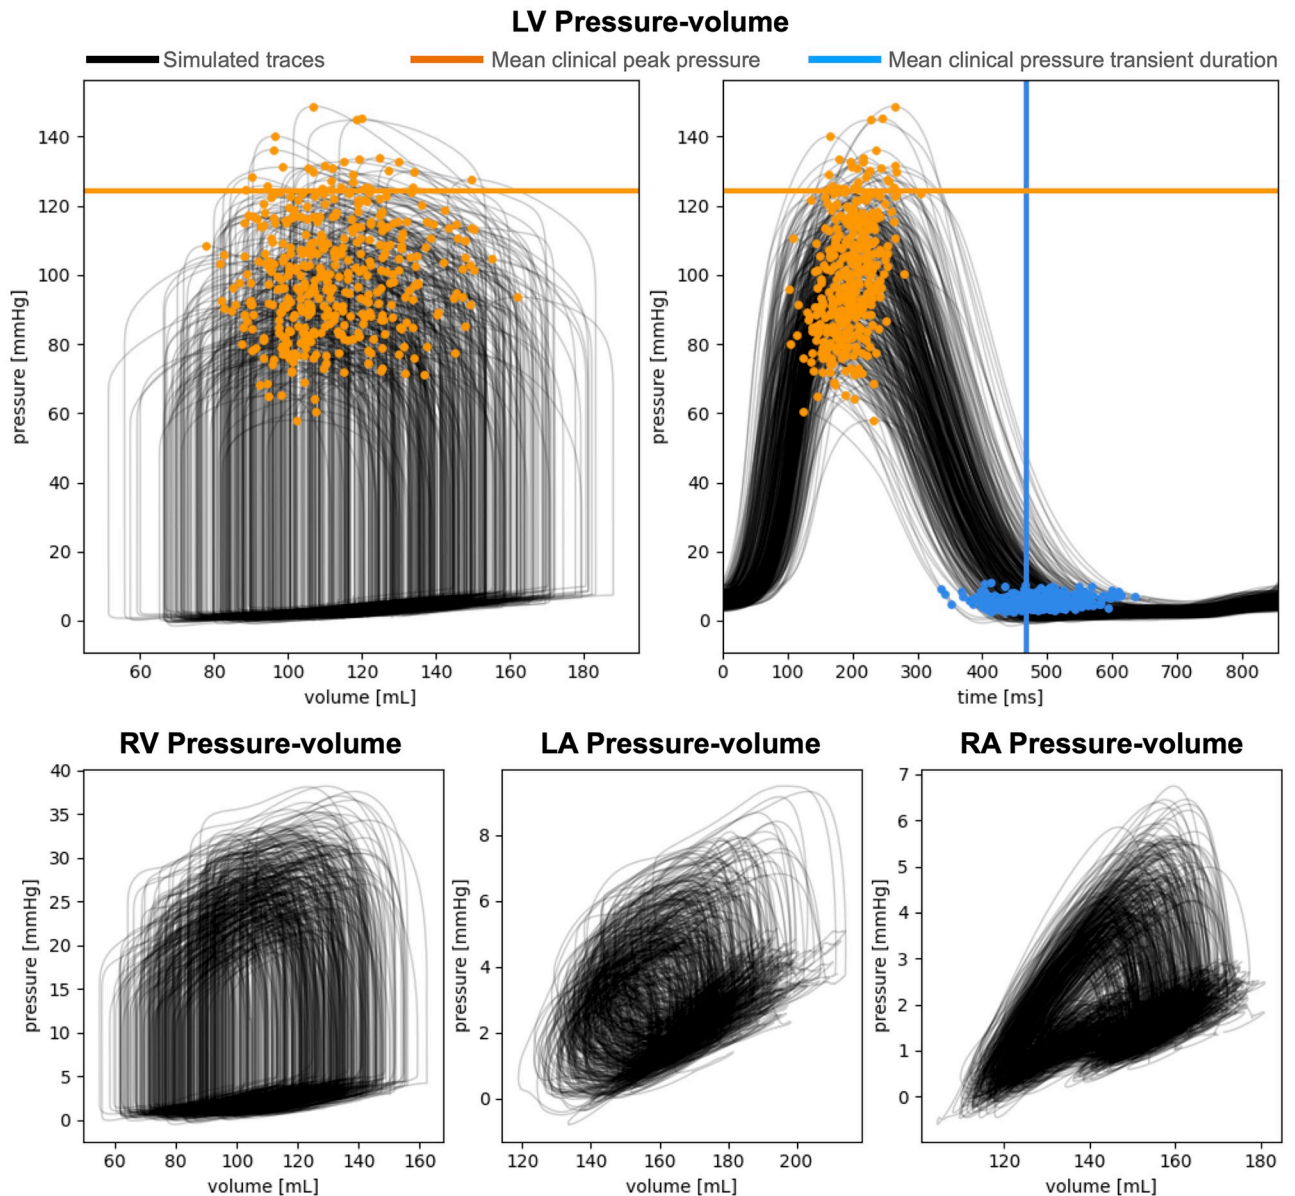 LV Pressure-volume
Simulated traces Mean clinical peak pressure Mean clinical pressure transient duration
140 140
120 120
100 100
80 80
60 60
40 40
20 20
0 0
pressure [mmHg] pressure [mmHg]
60 80 100 120 140 160 180 0 100 200 300 400 500 600 700 800
volume [mL] time [ms]
RV Pressure-volume LA Pressure-volume RA Pressure-volume
40
35
30
25
20
15
10
5
0
pressure [mmHg]
60 80 100 120 140 160
volume [mL]
8
6
4
2
0
pressure [mmHg]
120 140 160 180 200
volume [mL]
7
6
5
4
3
2
1
0
pressure [mmHg]
120 140 160 180
volume [mL]